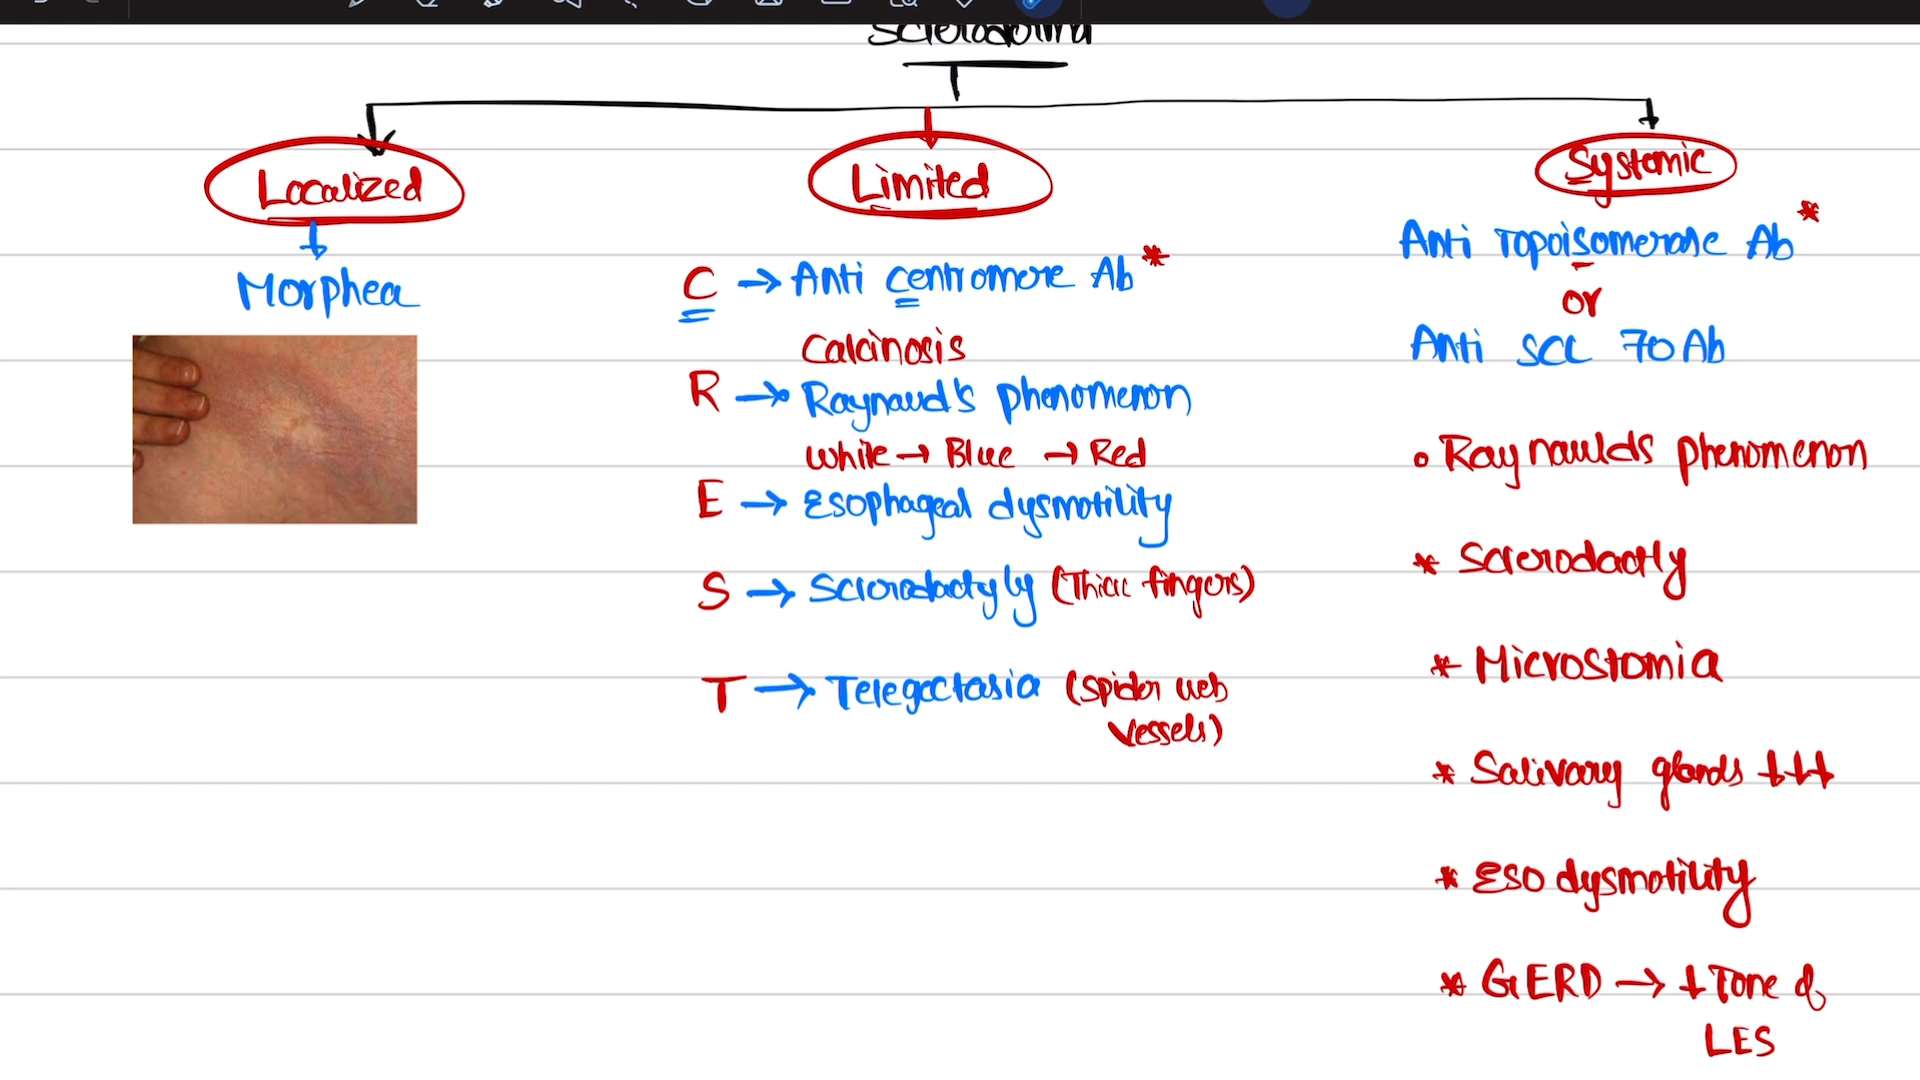 Scleroderma
Localized
Morphea
Limited
C → Anti centromere Ab *
Calcinosis
R → Raynaud's phenomenon
White → Blue → Red
E → Esophageal dysmotility
S → Sclorodactyly (Thick fingers)
T → Telegectasia (Spider web
Vessels)
Systemic
Anti Topoisomerase Ab *
or
Anti SCL 70 Ab
• Raynaulds phenomenon
* Sclerodactly
* Microstomia
* Salivary glands ↓↓↓
* Eso dysmotility
* GERD → ↓ Tone of
LES